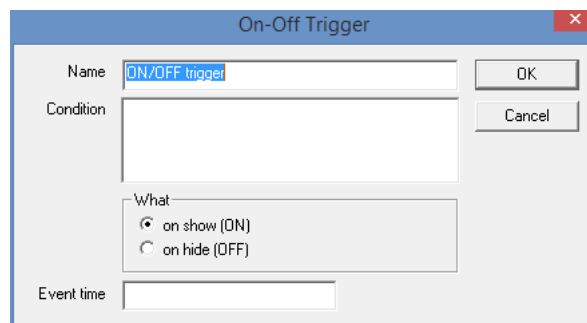 On-Off Trigger
Name
ON/OFF trigger
OK
Condition
Cancel
What
on show (ON)
on hide (OFF)
Event time